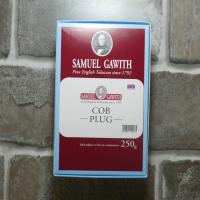 SAMUEL GAWITH
Fine English Tobaccos since 1792
SAMUEL GAWITH
COB
PLUG
250g